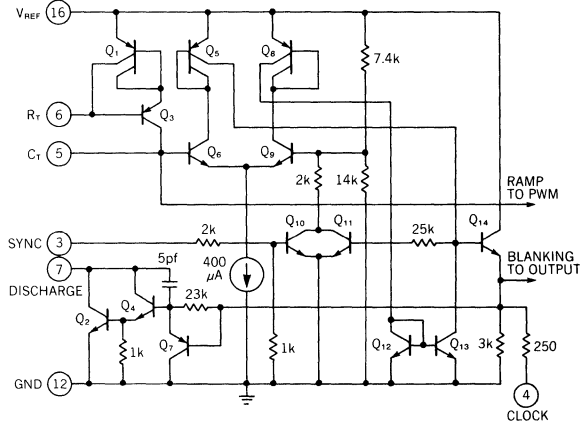 VREF 16
Q1
Q5
Q8
7.4k
RT 6
Q3
CT 5
Q6
Q9
2k
14k
RAMP
TO PWM
Q10
Q11
Q14
SYNC 3
2k
25k
7
DISCHARGE
5pf
400
µA
BLANKING
TO OUTPUT
Q4
23k
Q2
Q7
1k
1k
Q12
Q13
3k
250
GND 12
4
CLOCK